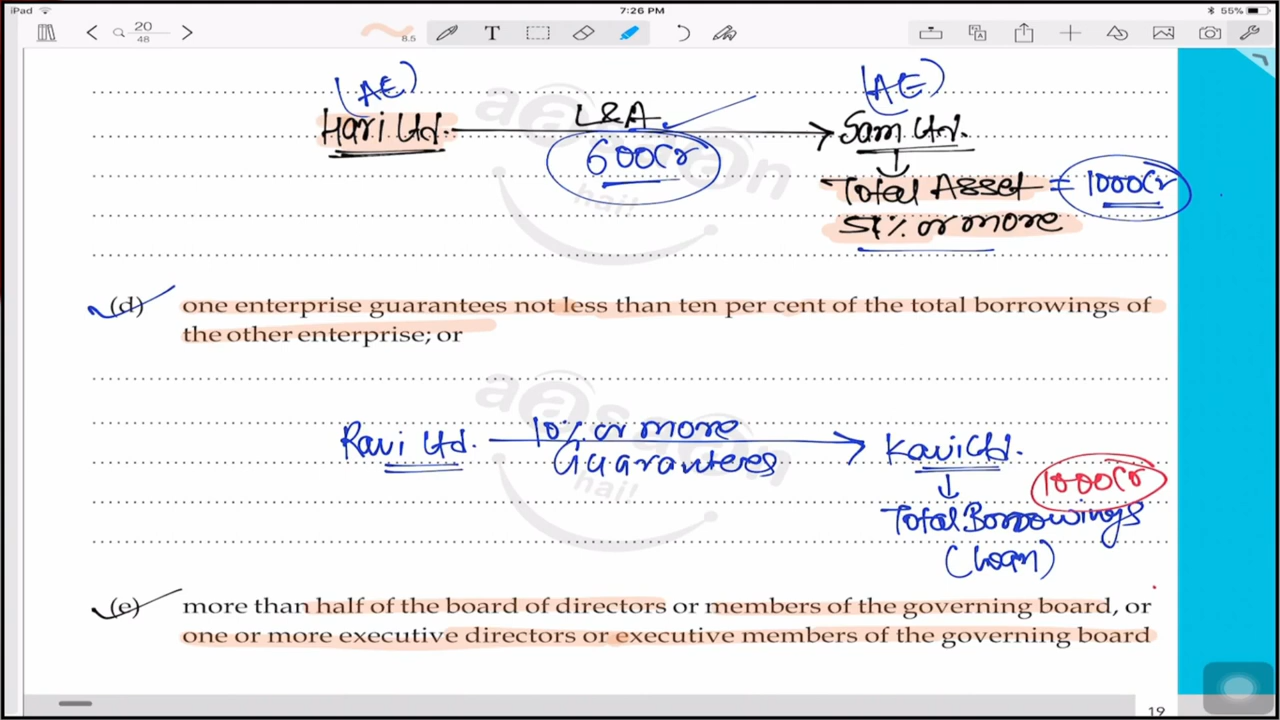 iPad 7:26 PM 55%
20
48
8.5
T
(AE) (AE)
Hari Ltd. L&A Sam Ltd.
600Cr
Total Asset = 1000Cr
51% or more
aasaan
hai!
(d) one enterprise guarantees not less than ten per cent of the total borrowings of
the other enterprise; or
aasaan
hai!
Ravi Ltd. 10% or more Kavi Ltd.
Guarantees
1000Cr
Total Borrowings
(Loan)
(e) more than half of the board of directors or members of the governing board, or
one or more executive directors or executive members of the governing board
19